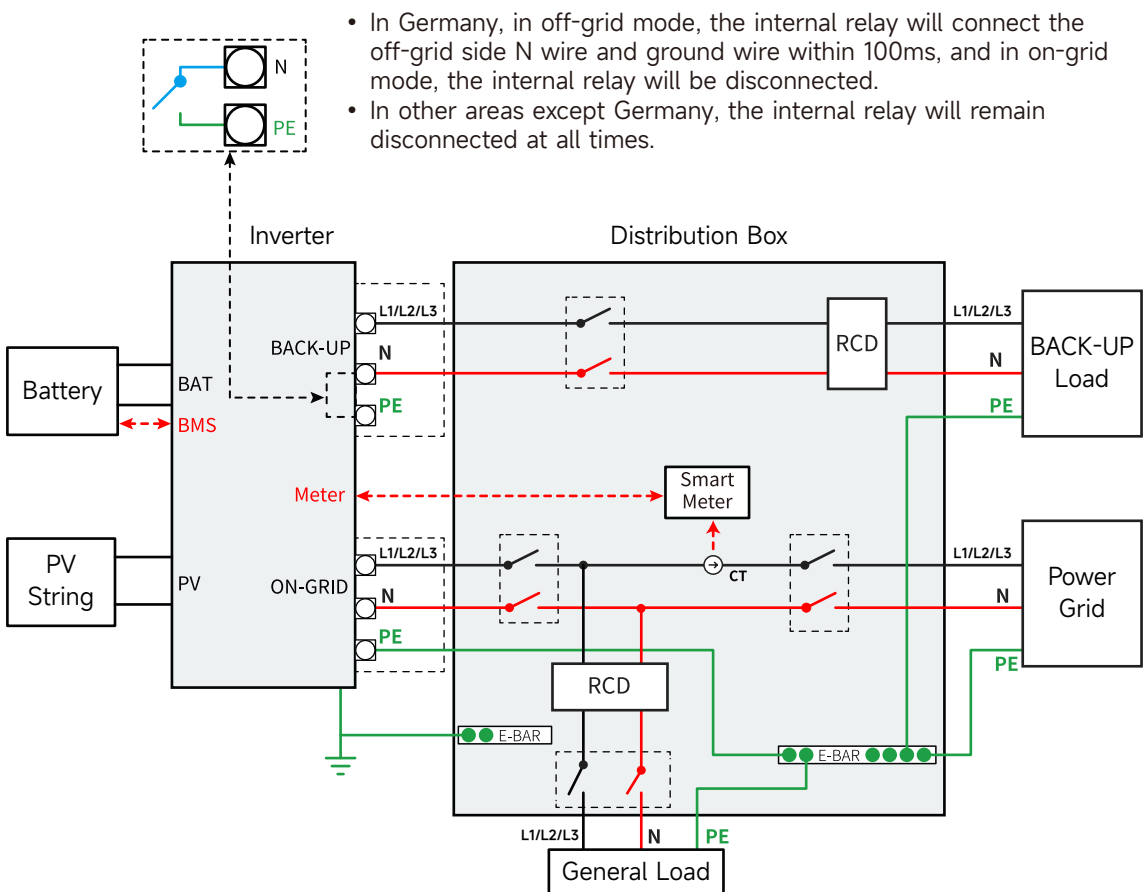 • In Germany, in off-grid mode, the internal relay will connect the
off-grid side N wire and ground wire within 100ms, and in on-grid
mode, the internal relay will be disconnected.
• In other areas except Germany, the internal relay will remain
disconnected at all times.
N
PE
Inverter
Distribution Box
L1/L2/L3
BACK-UP
N
PE
RCD
L1/L2/L3
N
PE
BACK-UP
Load
Battery
BAT
BMS
Meter
Smart
Meter
PV
String
PV
ON-GRID
L1/L2/L3
N
PE
CT
L1/L2/L3
N
PE
Power
Grid
RCD
E-BAR
E-BAR
L1/L2/L3
N
PE
General Load